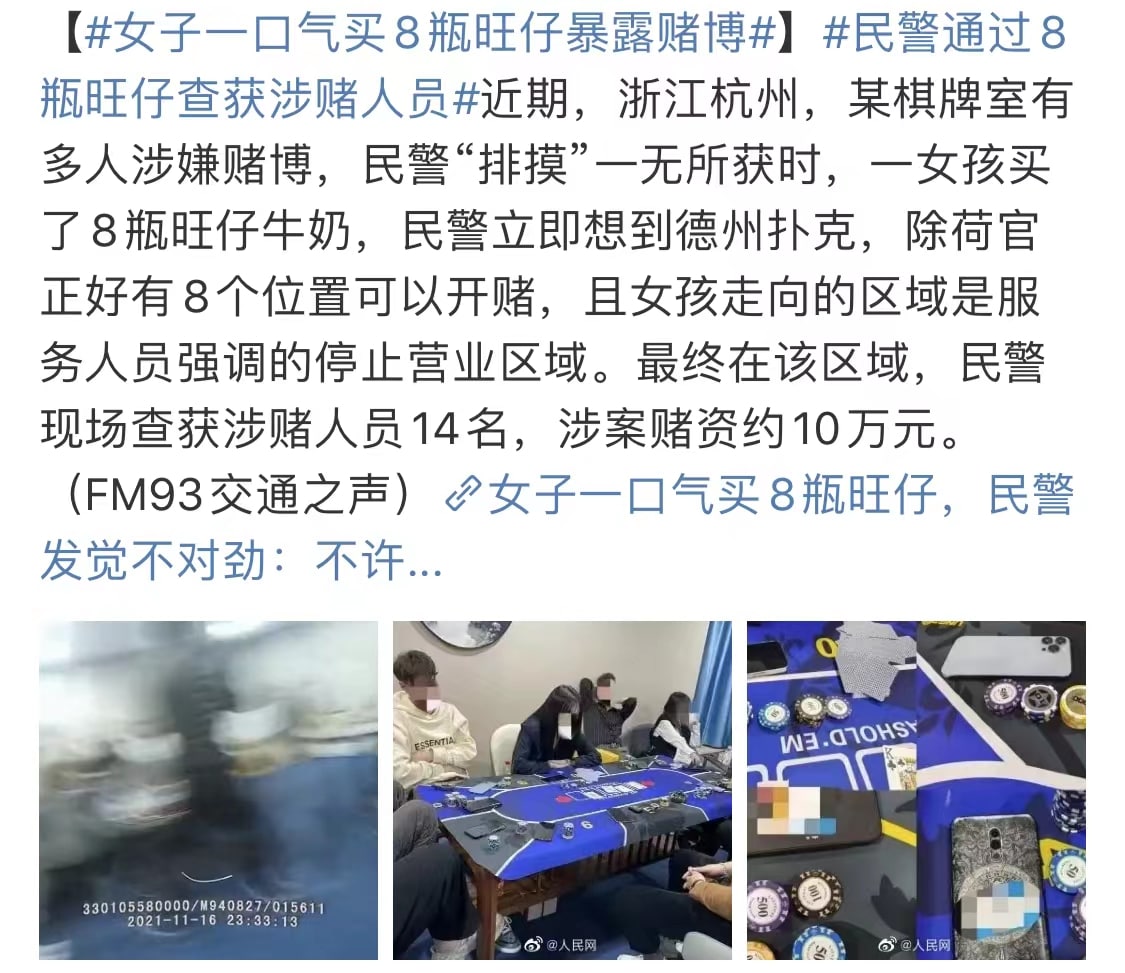 【#女子一口气买8瓶旺仔暴露赌博#】#民警通过8
瓶旺仔查获涉赌人员#近期，浙江杭州，某棋牌室有
多人涉嫌赌博，民警“排摸”一无所获时，一女孩买
了8瓶旺仔牛奶，民警立即想到德州扑克，除荷官
正好有8个位置可以开赌，且女孩走向的区域是服
务人员强调的停止营业区域。最终在该区域，民警
现场查获涉赌人员14名，涉案赌资约10万元。
（FM93交通之声）女子一口气买8瓶旺仔，民警
发觉不对劲：不许...
330105580000/M940827/015611
2021-11-16 23:33:13
ESSENTIA
6
@人民网
0
ASHOLD'EM
K
500
100
50
50
@人民网